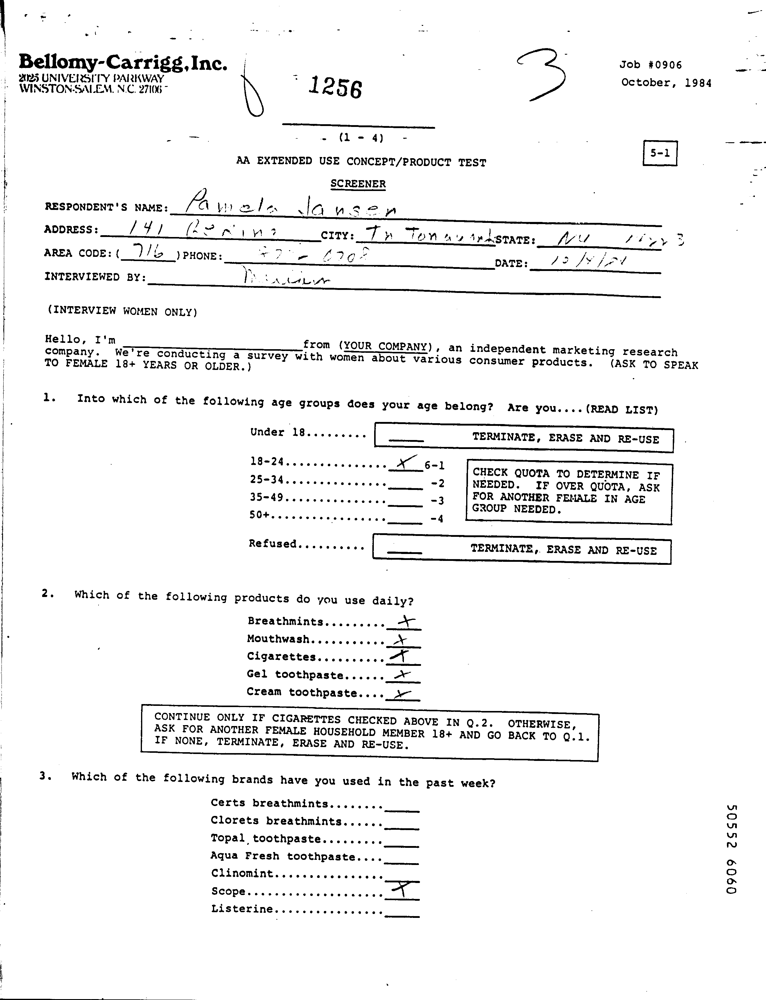 Bellomy-Carrigg, Inc.
2025 UNIVERSITY PARKWAY
WINSTON-SALEM, N.C. 27106
1256
3
Job #0906
October, 1984
(1 - 4)
5-1
AA EXTENDED USE CONCEPT/PRODUCT TEST
SCREENER
RESPONDENT'S NAME: Pamela Jansen
ADDRESS: 141 CITY: STATE: NY
AREA CODE: ( 716 ) PHONE: DATE:
INTERVIEWED BY:
(INTERVIEW WOMEN ONLY)
Hello, I'm ____________ from (YOUR COMPANY), an independent marketing research
company. We're conducting a survey with women about various consumer products. (ASK TO SPEAK
TO FEMALE 18+ YEARS OR OLDER.)
1. Into which of the following age groups does your age belong? Are you....(READ LIST)
Under 18......... ____ TERMINATE, ERASE AND RE-USE
18-24............... X 6-1
25-34............... ____ -2
35-49............... ____ -3
50+................. ____ -4
CHECK QUOTA TO DETERMINE IF
NEEDED. IF OVER QUOTA, ASK
FOR ANOTHER FEMALE IN AGE
GROUP NEEDED.
Refused.......... ____ TERMINATE, ERASE AND RE-USE
2. Which of the following products do you use daily?
Breathmints......... X
Mouthwash........... X
Cigarettes.......... X
Gel toothpaste...... X
Cream toothpaste.... X
CONTINUE ONLY IF CIGARETTES CHECKED ABOVE IN Q.2. OTHERWISE,
ASK FOR ANOTHER FEMALE HOUSEHOLD MEMBER 18+ AND GO BACK TO Q.1.
IF NONE, TERMINATE, ERASE AND RE-USE.
3. Which of the following brands have you used in the past week?
Certs breathmints........ ____
Clorets breathmints...... ____
Topal toothpaste......... ____
Aqua Fresh toothpaste.... ____
Clinomint................ ____
Scope.................... X
Listerine................ ____
50552 6060